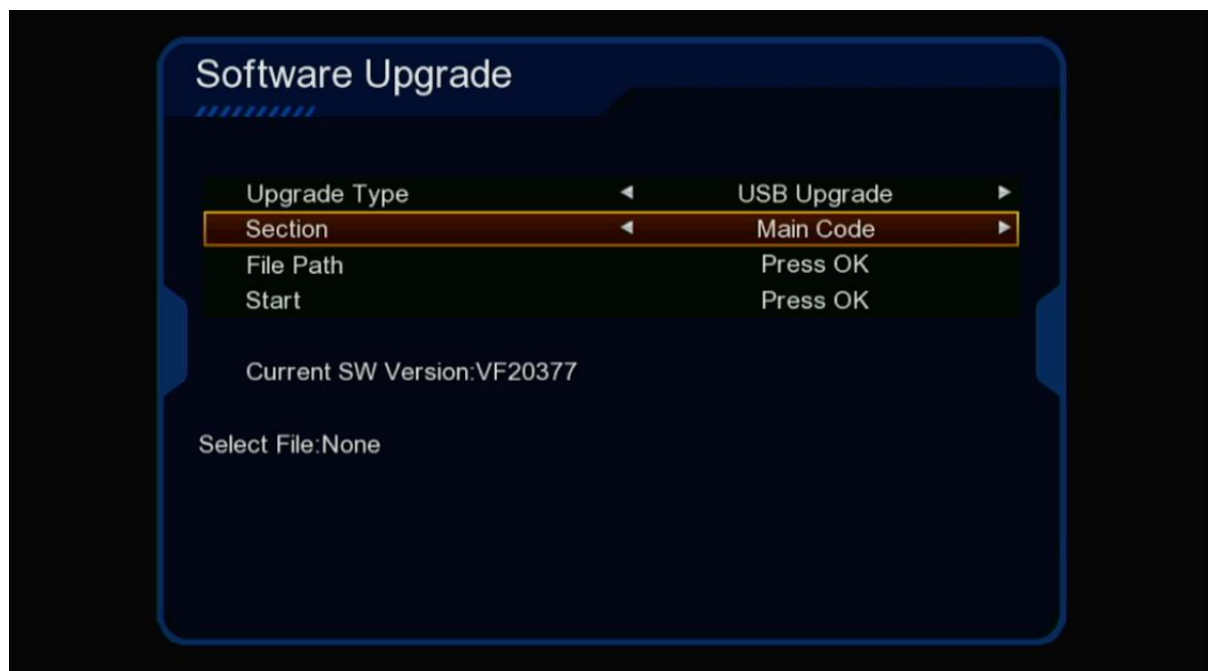 Software Upgrade
Upgrade Type USB Upgrade
Section Main Code
File Path Press OK
Start Press OK
Current SW Version:VF20377
Select File:None